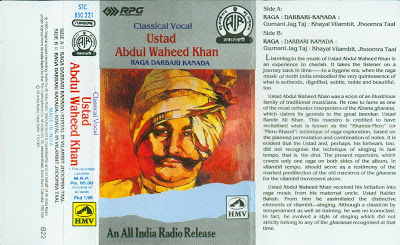 STC
850 221
RPG
Classical Vocal
Ustad
Abdul Waheed Khan
RAGA DARBARI KANADA
HMV
An All India Radio Release
Classical Vocal
Ustad
Abdul Waheed Khan
M.R.P.
Rs. 65.00
HMV
MADE IN INDIA
B22
Side A:
RAGA : DARBARI-KANADA :
Gumani Jag Taj : Khayal Vilambit, Jhoomra Taal
Side B:
RAGA : DARBARI-KANADA :
Gumani Jag Taj : Khayal Vilambit, Jhoomra Taal
Listening to the music of Ustad Abdul Waheed Khan is
an experience to cherish. It takes the listener on a
journey back in time— to a bygone era, when the raga
music of north India embodied the very quintessence of
what is authentic, dignified, noble and beautiful,
too.
Ustad Abdul Waheed Khan was a scion of an illustrious
family of traditional musicians. He rose to fame as one
of the most orthodox interpreters of the Kirana gharana,
which claims its genesis to the great beenkar Ustad
Bande Ali Khan. This maestro is credited to have
revitalised what is known as the
technique of raga exploration, based on
the planned permutation and combination of notes. It is
evident that the Ustad and, perhaps, his forbears, too,
did not recognise the technique of singing in fast
tempo, that is, the drut. The present repertoire, which
covers only one raga on both sides of the album, in
vilambit tempo, should serve as a testimony of the
marked predilection of the old maestros of the gharana
for the vilambit movement alone.
Ustad Abdul Waheed Khan received his initiation into
raga music from his maternal uncle, Ustad Haider
Baksh. From him he assimilated the distinctive
elements of vilambit—singing. Although a classicist by
temperament as well as training, he was no iconoclast.
In fact, he evolved a style of singing which did not
strictly belong to any of the gharanas recognised at that
time.